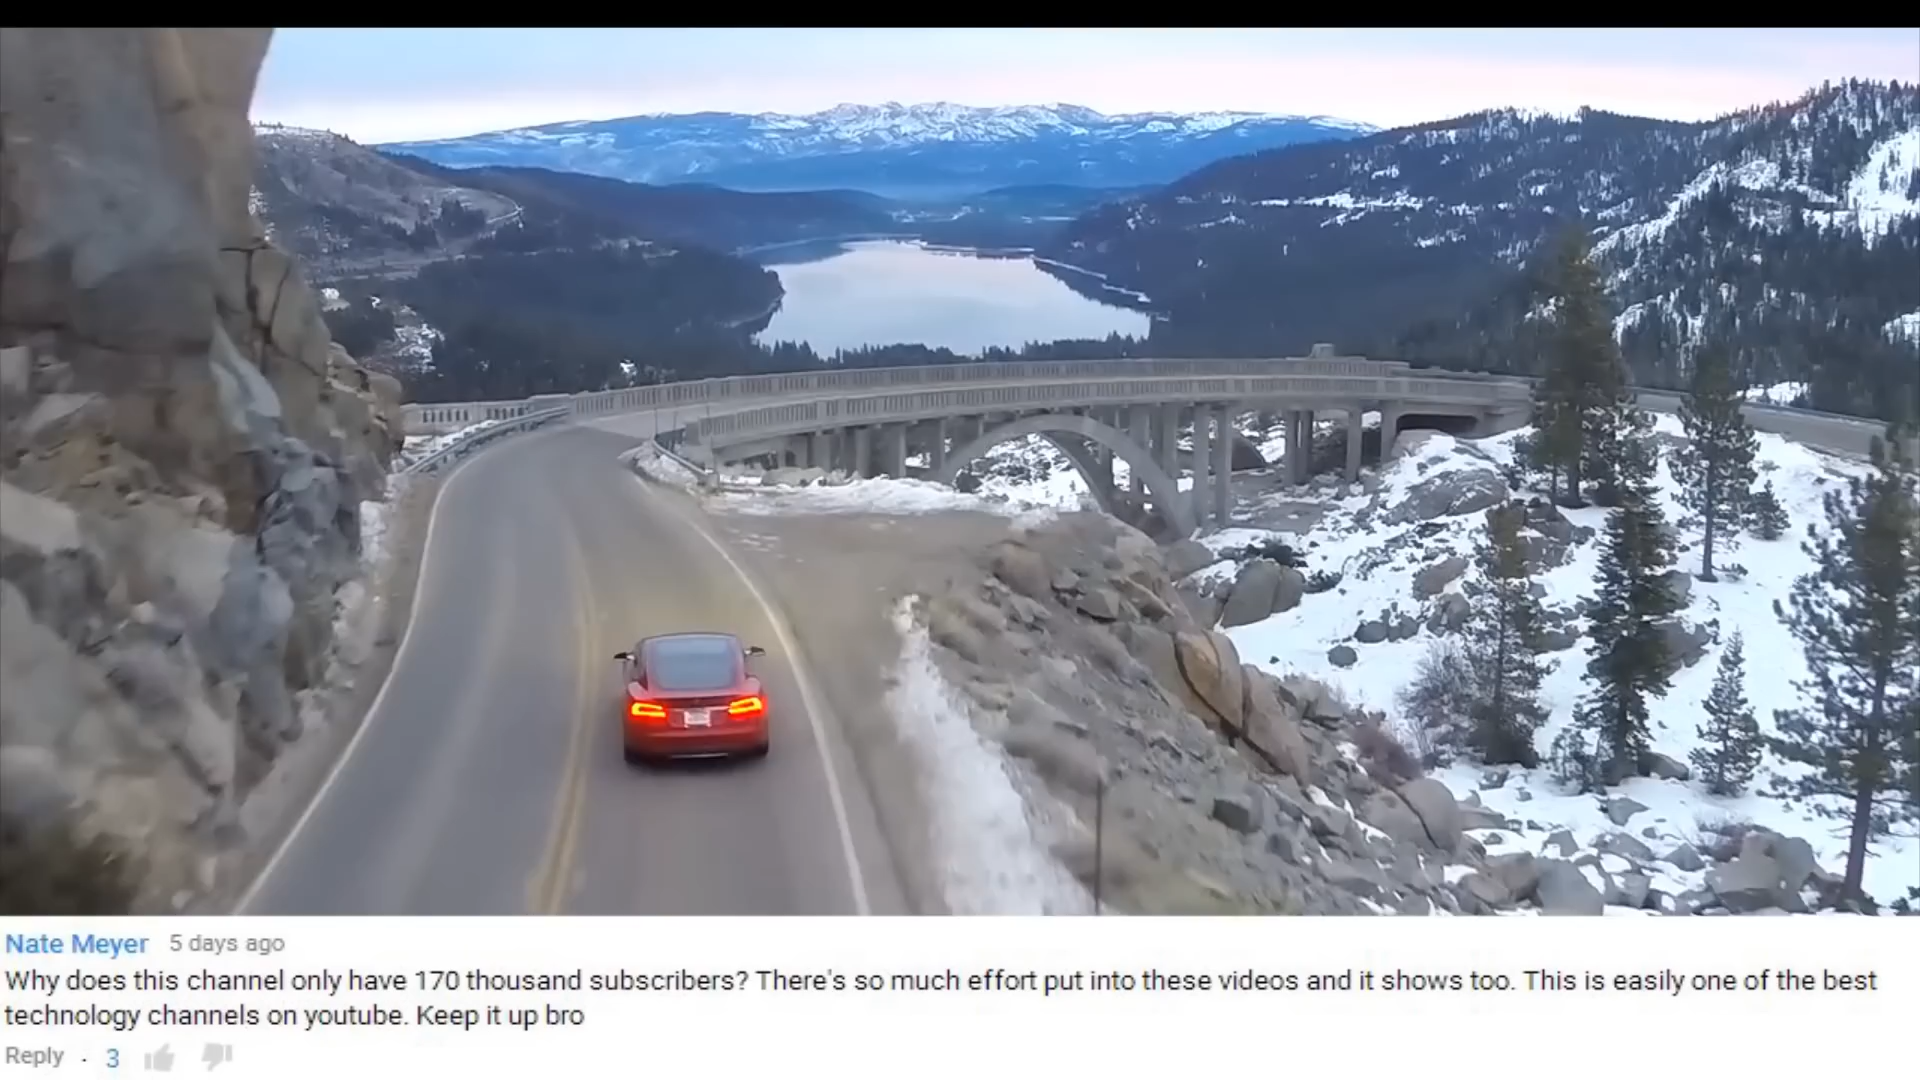 Nate Meyer 5 days ago
Why does this channel only have 170 thousand subscribers? There's so much effort put into these videos and it shows too. This is easily one of the best
technology channels on youtube. Keep it up bro
Reply · 3